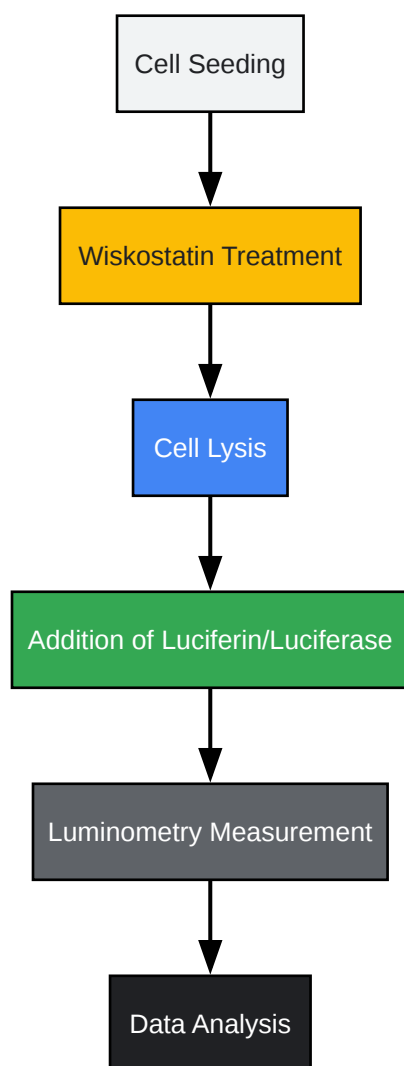 Cell Seeding
Wiskostatin Treatment
Cell Lysis
Addition of Luciferin/Luciferase
Luminometry Measurement
Data Analysis